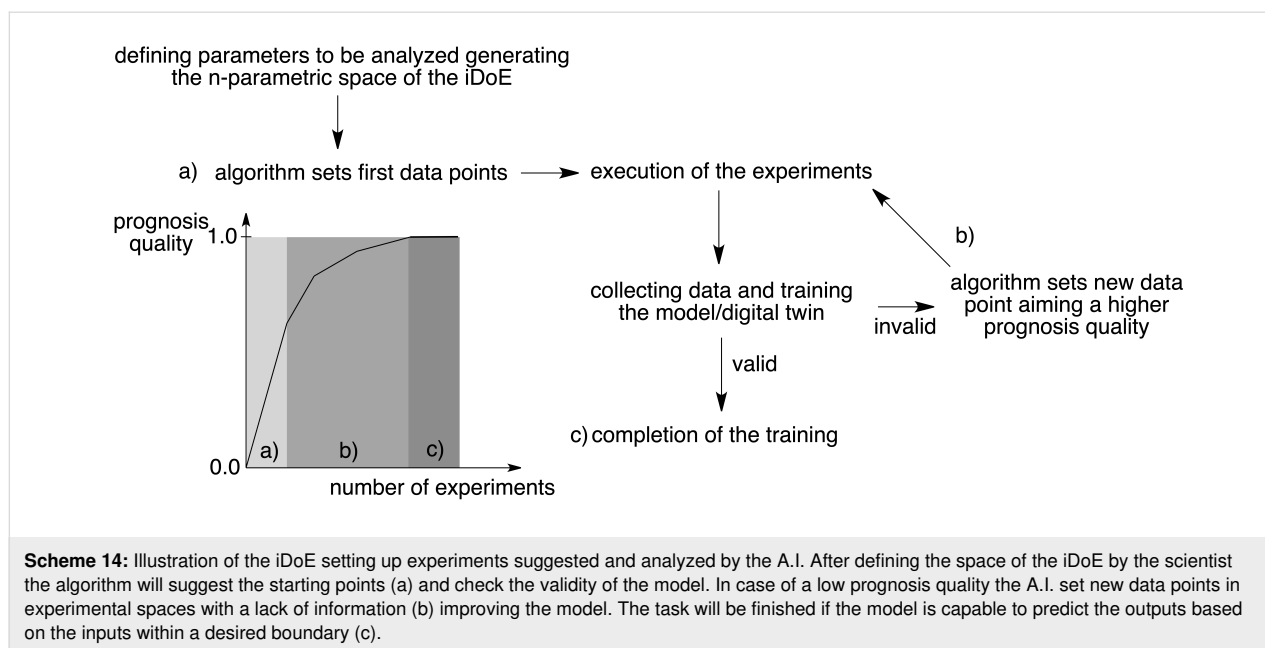 defining parameters to be analyzed generating
the n-parametric space of the iDoE
a) algorithm sets first data points
execution of the experiments
prognosis
quality
1.0
0.0
a)
b)
c)
number of experiments
collecting data and training
the model/digital twin
invalid
b)
algorithm sets new data
point aiming a higher
prognosis quality
valid
c) completion of the training
Scheme 14: Illustration of the iDoE setting up experiments suggested and analyzed by the A.I. After defining the space of the iDoE by the scientist
the algorithm will suggest the starting points (a) and check the validity of the model. In case of a low prognosis quality the A.I. set new data points in
experimental spaces with a lack of information (b) improving the model. The task will be finished if the model is capable to predict the outputs based
on the inputs within a desired boundary (c).